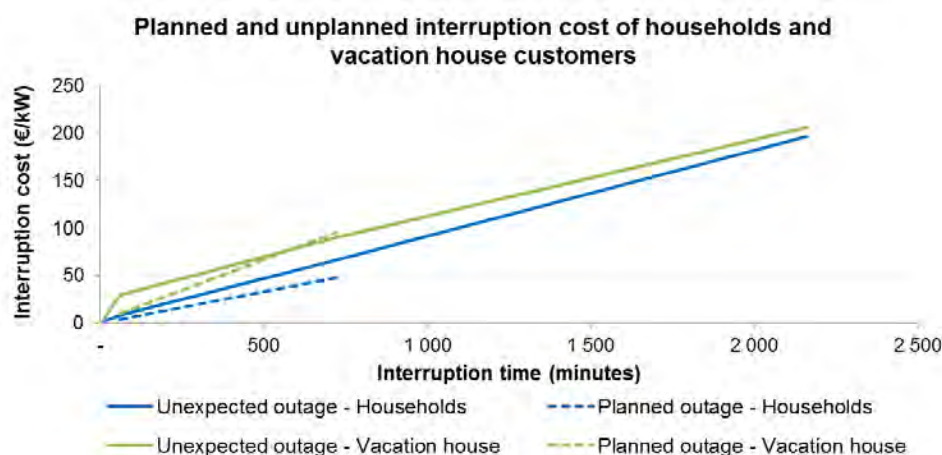 Planned and unplanned interruption cost of households and
vacation house customers
Interruption cost (€/kW)
250
200
150
100
50
0
-
500
1 000
1 500
2 000
2 500
Interruption time (minutes)
Unexpected outage - Households
Planned outage - Households
Unexpected outage - Vacation house
Planned outage - Vacation house